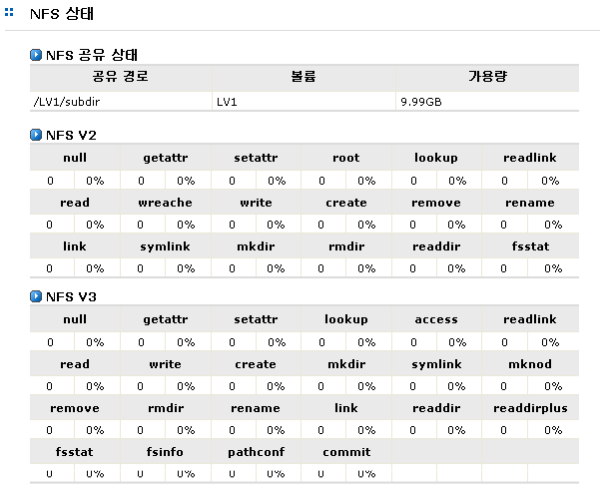 NFS 상태
NFS 공유 상태
공유 경로 볼륨 가용량
/LV1/subdir LV1 9.99GB
NFS V2
null getattr setattr root lookup readlink
0 0% 0 0% 0 0% 0 0% 0 0% 0 0%
read wreache write create remove rename
0 0% 0 0% 0 0% 0 0% 0 0% 0 0%
link symlink mkdir rmdir readdir fsstat
0 0% 0 0% 0 0% 0 0% 0 0% 0 0%
NFS V3
null getattr setattr lookup access readlink
0 0% 0 0% 0 0% 0 0% 0 0% 0 0%
read write create mkdir symlink mknod
0 0% 0 0% 0 0% 0 0% 0 0% 0 0%
remove rmdir rename link readdir readdirplus
0 0% 0 0% 0 0% 0 0% 0 0% 0 0%
fsstat fsinfo pathconf commit
0 0% 0 0% 0 0% 0 0%